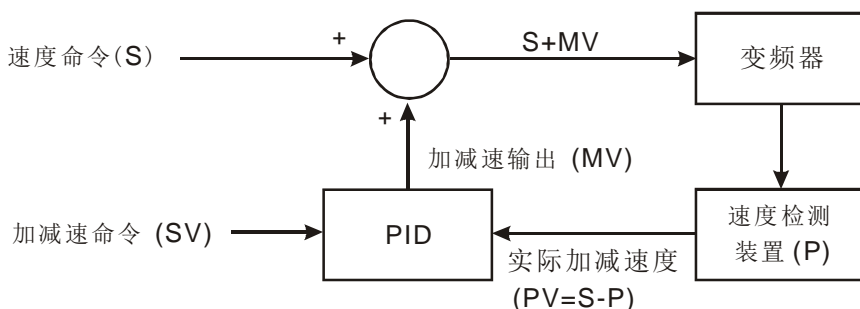 +
S+MV
速度命令(S)
变频器
+
加减速输出 (MV)
加减速命令 (SV)
PID
速度检测
装置(P)
实际加减速度
(PV=S-P)